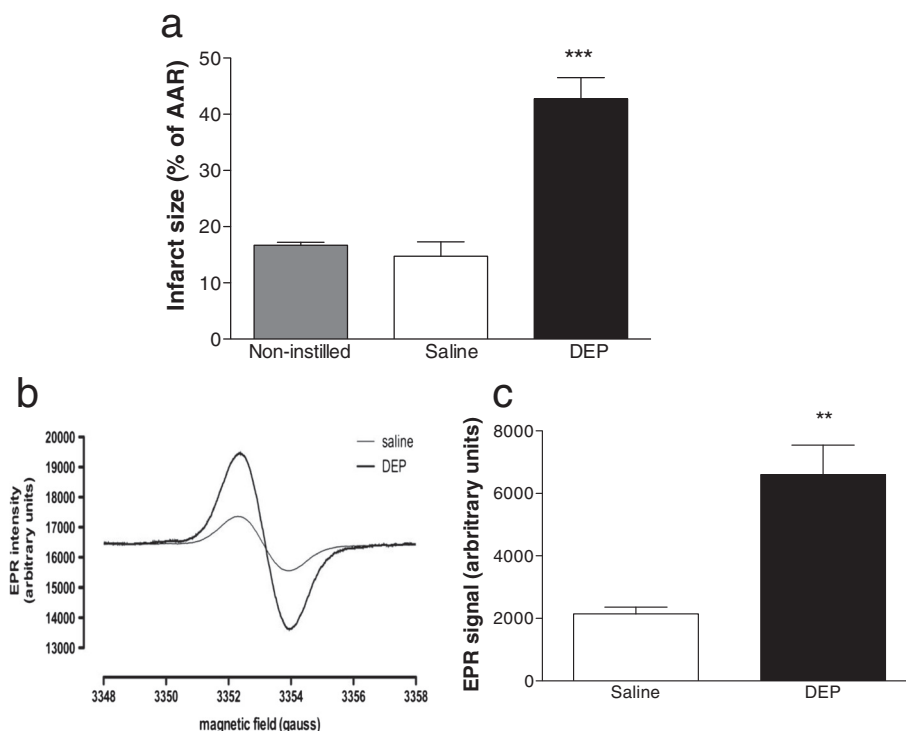 a
Infarct size (% of AAR)
50
40
30
20
10
0
***
Non-instilled Saline DEP
b
EPR intensity
(arbitrary units)
20000
19000
18000
17000
16000
15000
14000
13000
saline
DEP
3348 3350 3352 3354 3356 3358
magnetic field (gauss)
c
EPR signal (arbritrary units)
8000
6000
4000
2000
0
**
Saline DEP